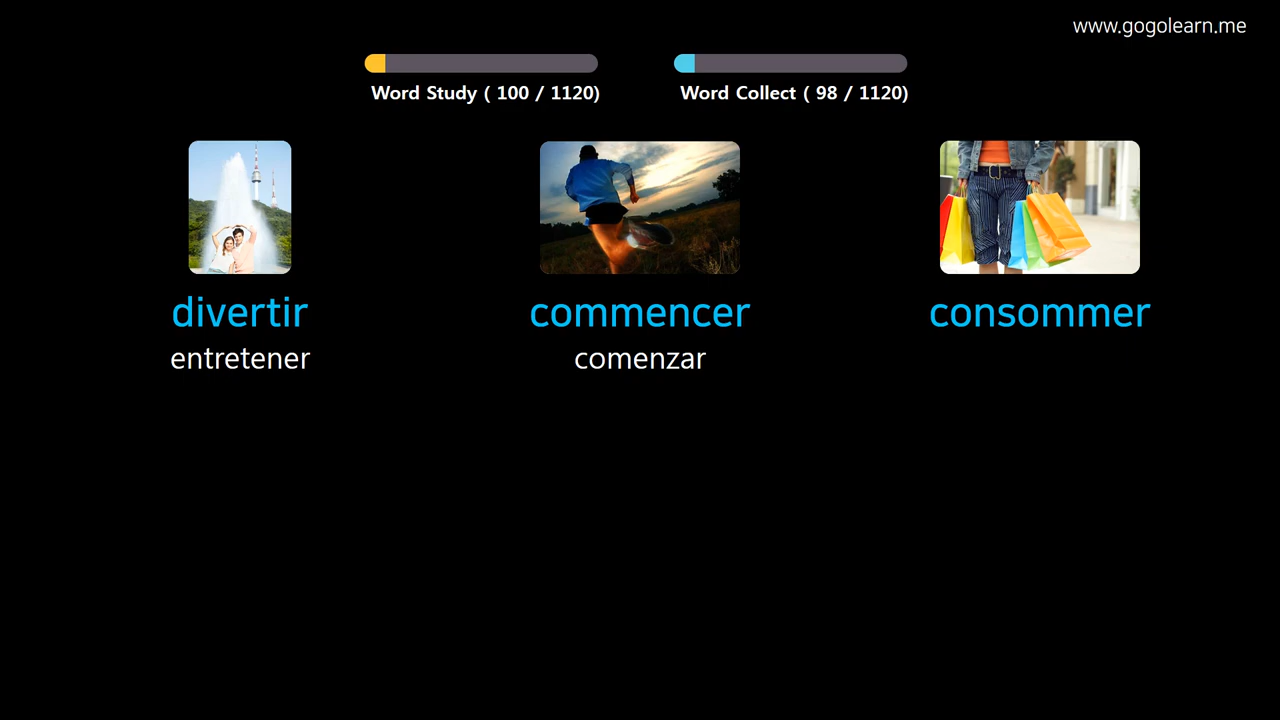 www.gogolearn.me
Word Study ( 100 / 1120)
Word Collect ( 98 / 1120)
divertir
commencer
consommer
entretener
comenzar